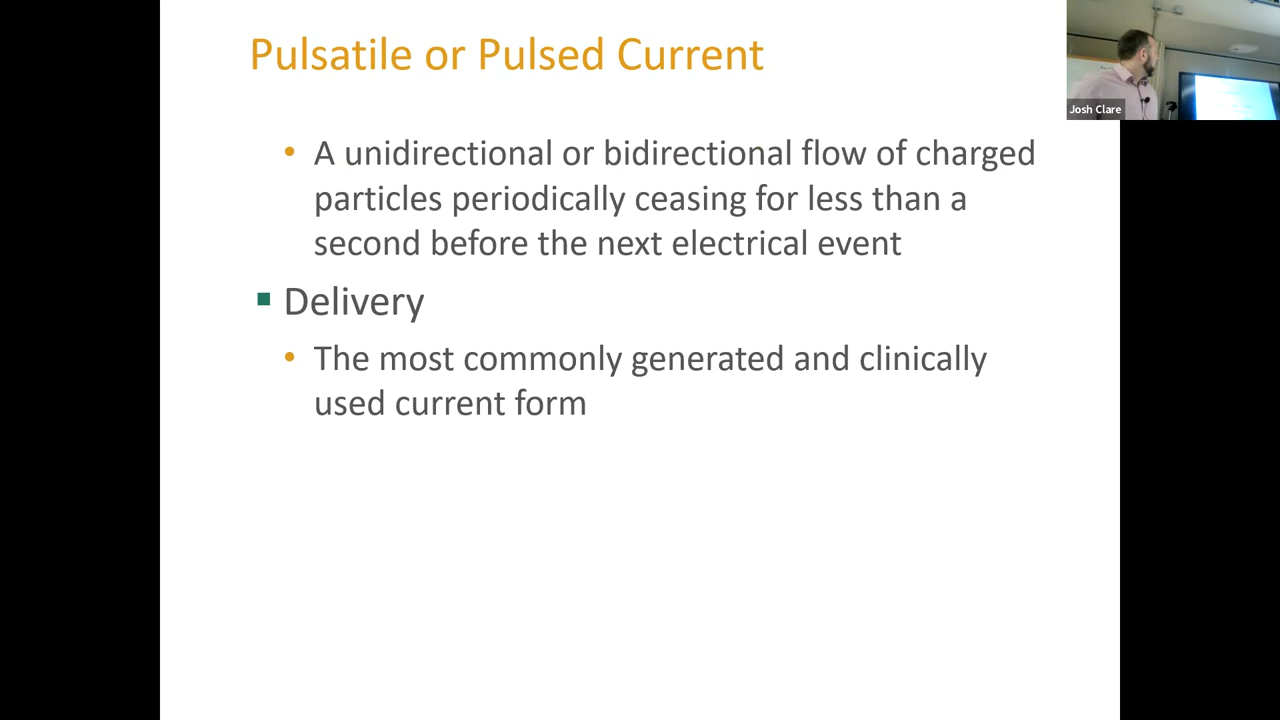 Pulsatile or Pulsed Current
• A unidirectional or bidirectional flow of charged
particles periodically ceasing for less than a
second before the next electrical event
▪ Delivery
• The most commonly generated and clinically
used current form
Josh Clare